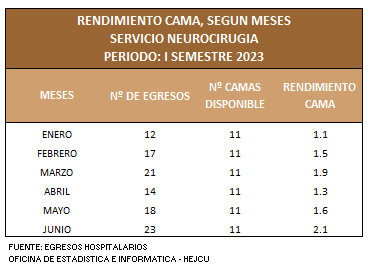 RENDIMIENTO CAMA, SEGUN MESES
SERVICIO NEUROCIRUGIA
PERIODO: I SEMESTRE 2023
MESES Nº DE EGRESOS Nº CAMAS DISPONIBLE RENDIMIENTO CAMA
ENERO 12 11 1.1
FEBRERO 17 11 1.5
MARZO 21 11 1.9
ABRIL 14 11 1.3
MAYO 18 11 1.6
JUNIO 23 11 2.1
FUENTE: EGRESOS HOSPITALARIOS
OFICINA DE ESTADISTICA E INFORMATICA - HEJCU